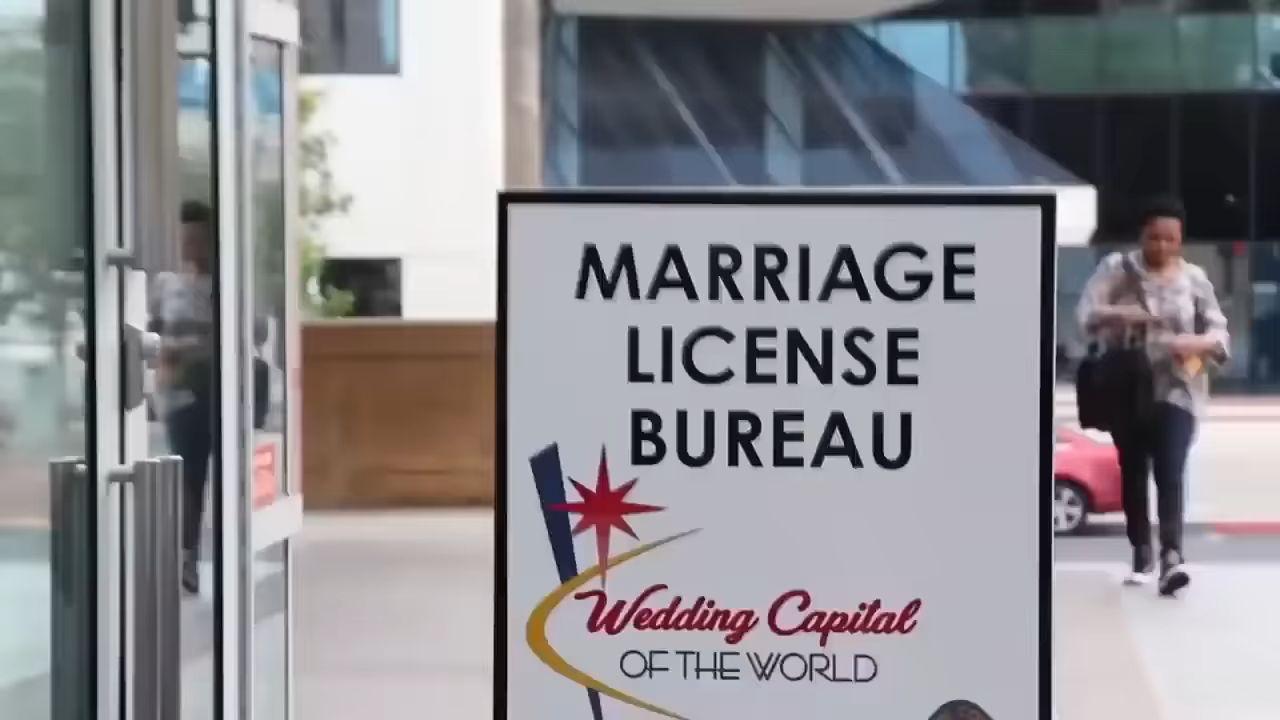 MARRIAGE
LICENSE
BUREAU
Wedding Capital
OF THE WORLD